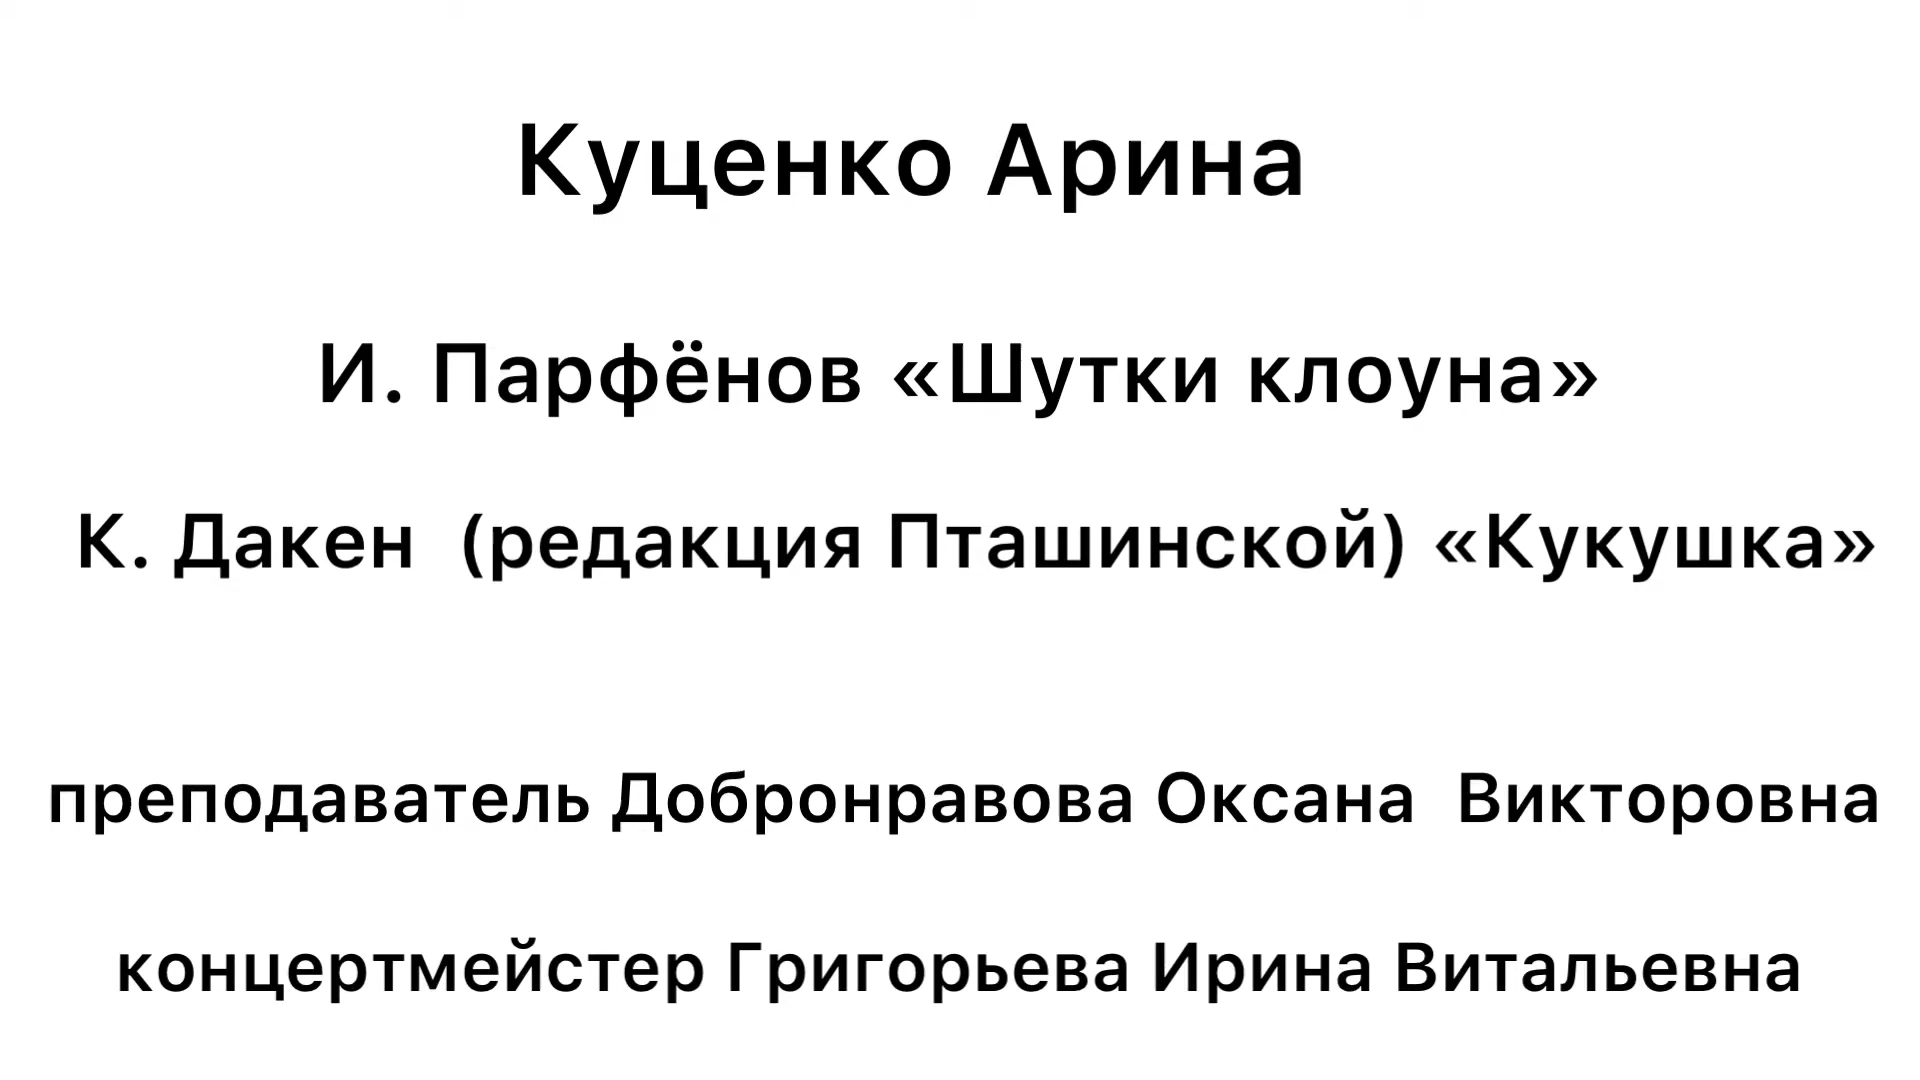 Куценко Арина
И. Парфёнов «Шутки клоуна»
К. Дакен  (редакция Пташинской) «Кукушка»
преподаватель Добронравова Оксана  Викторовна
концертмейстер Григорьева Ирина Витальевна